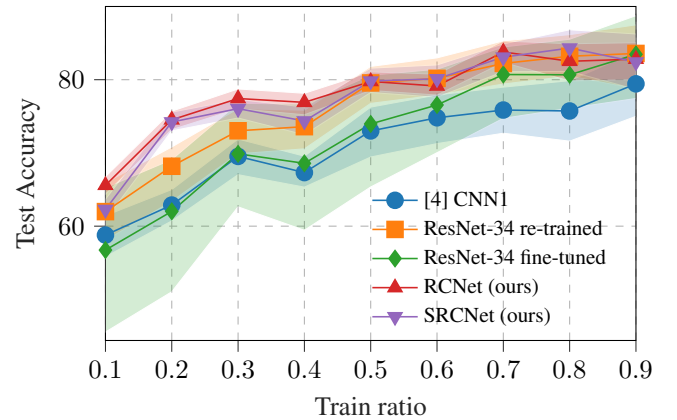 Test Accuracy
80
60
[4] CNN1
ResNet-34 re-trained
ResNet-34 fine-tuned
RCNet (ours)
SRCNet (ours)
0.1 0.2 0.3 0.4 0.5 0.6 0.7 0.8 0.9
Train ratio